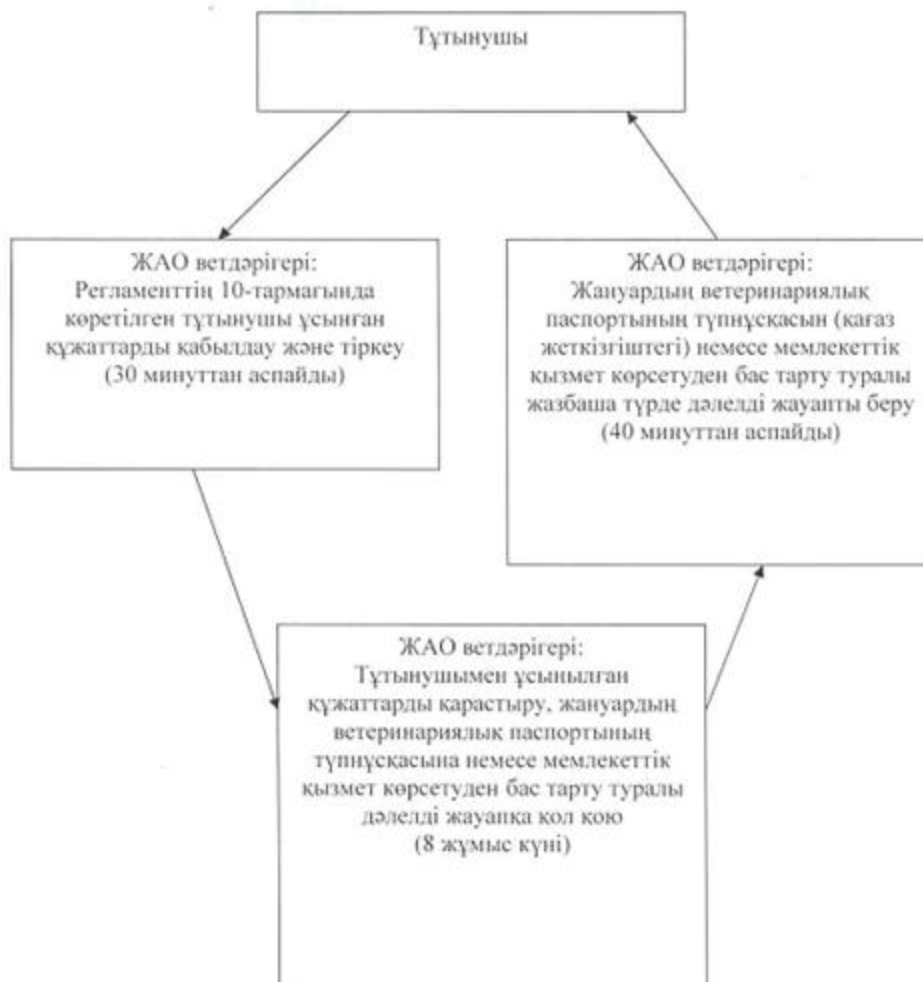 Тұтынушы
ЖАО ветдәрігері:
Регламенттің 10-тармағында
көретілген тұтынушы ұсынған
құжаттарды қабылдау және тіркеу
(30 минуттан аспайды)
ЖАО ветдәрігері:
Жануардың ветеринариялық
паспортының түпнұсқасын (қағаз
жеткізгіштегі) немесе мемлекеттік
қызмет көрсетуден бас тарту туралы
жазбаша түрде дәлелді жауапты беру
(40 минуттан аспайды)
ЖАО ветдәрігері:
Тұтынушымен ұсынылған
құжаттарды қарастыру, жануардың
ветеринариялық паспортының
түпнұсқасына немесе мемлекеттік
қызмет көрсетуден бас тарту туралы
дәлелді жауапқа қол қою
(8 жұмыс күні)